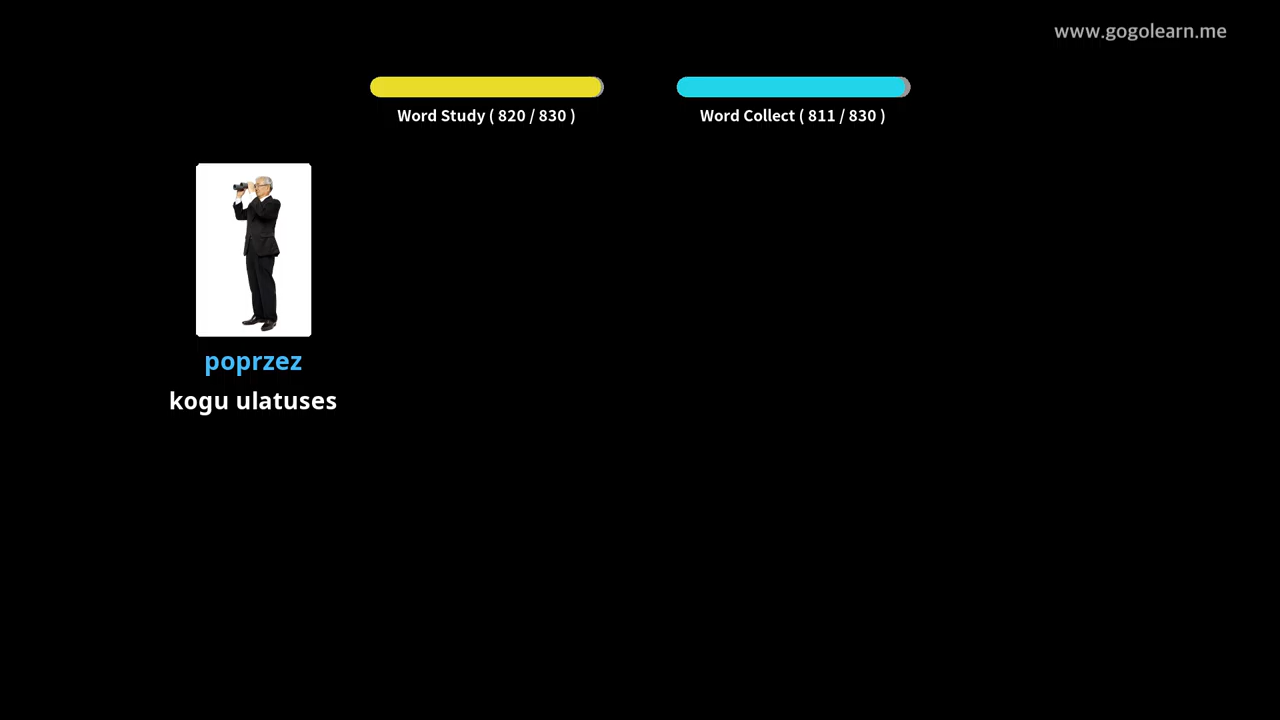 www.gogolearn.me
Word Study ( 820 / 830 )
Word Collect ( 811 / 830 )
poprzez
kogu ulatuses